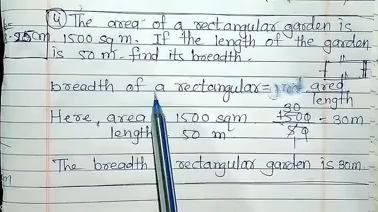 4) The area of a rectangular garden is
25cm 1500 sq m. If the length of the garden
is 50 m. find its breadth.
breadth of a rectangular = area
length
Here, area 1500 sqm 30
length 50 m. 1500 = 30m
50
1
The breadth rectangular garden is 30m
m